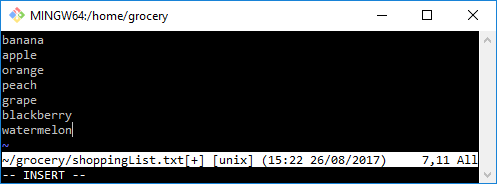 MINGW64:/home/grocery
banana
apple
orange
peach
grape
blackberry
watermelon
~
~/grocery/shoppingList.txt[+] [unix] (15:22 26/08/2017) 7,11 All
-- INSERT --